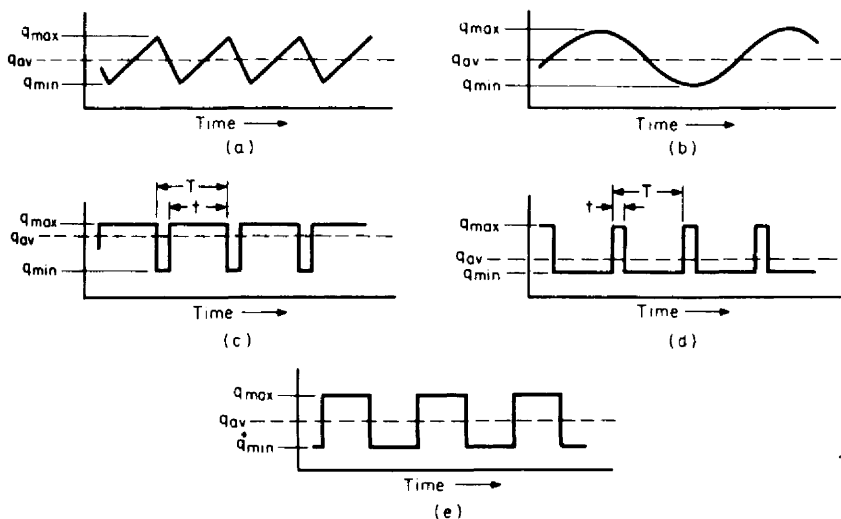 qmax
qav
qmin
Time
(a)
qmax
qav
qmin
Time
(b)
T
t
qmax
qav
qmin
Time
(c)
T
t
qmax
qav
qmin
Time
(d)
qmax
qav
qmin
Time
(e)